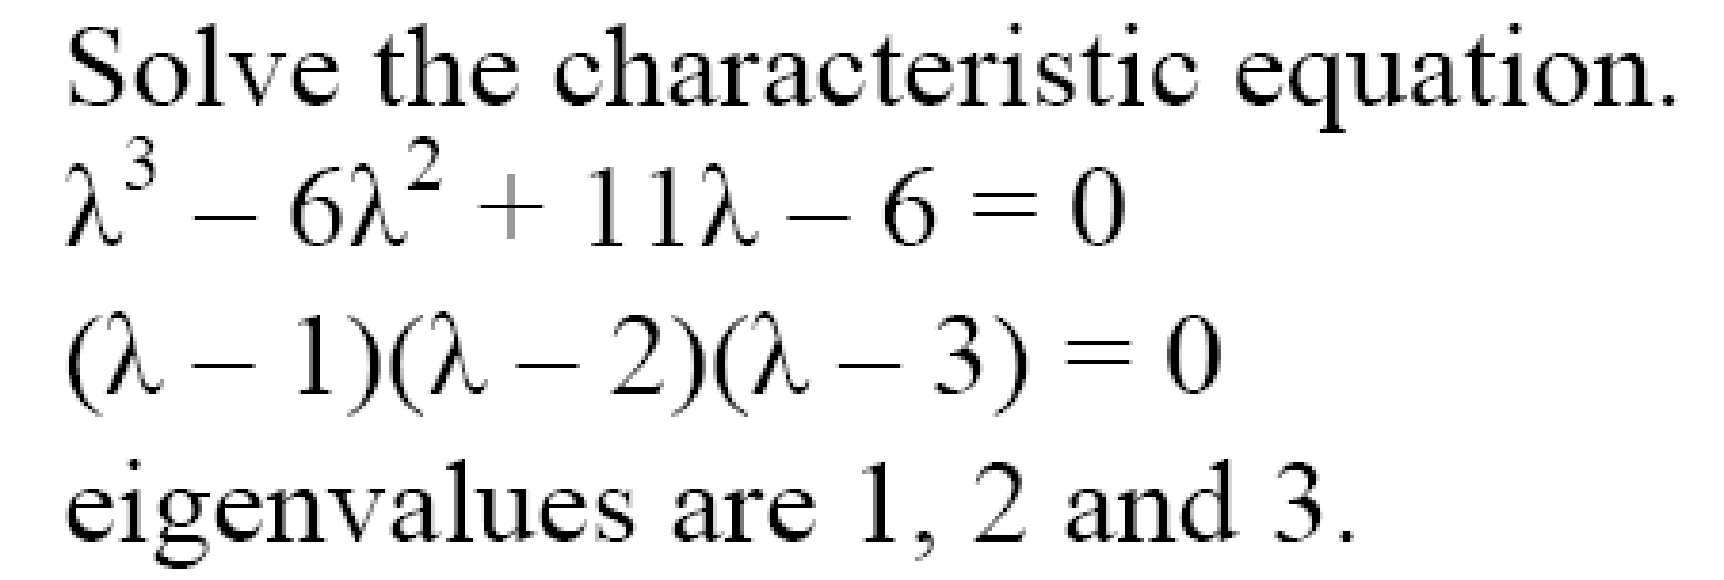 Solve the characteristic equation.
λ³ – 6λ² + 11λ – 6 = 0
(λ – 1)(λ – 2)(λ – 3) = 0
eigenvalues are 1, 2 and 3.